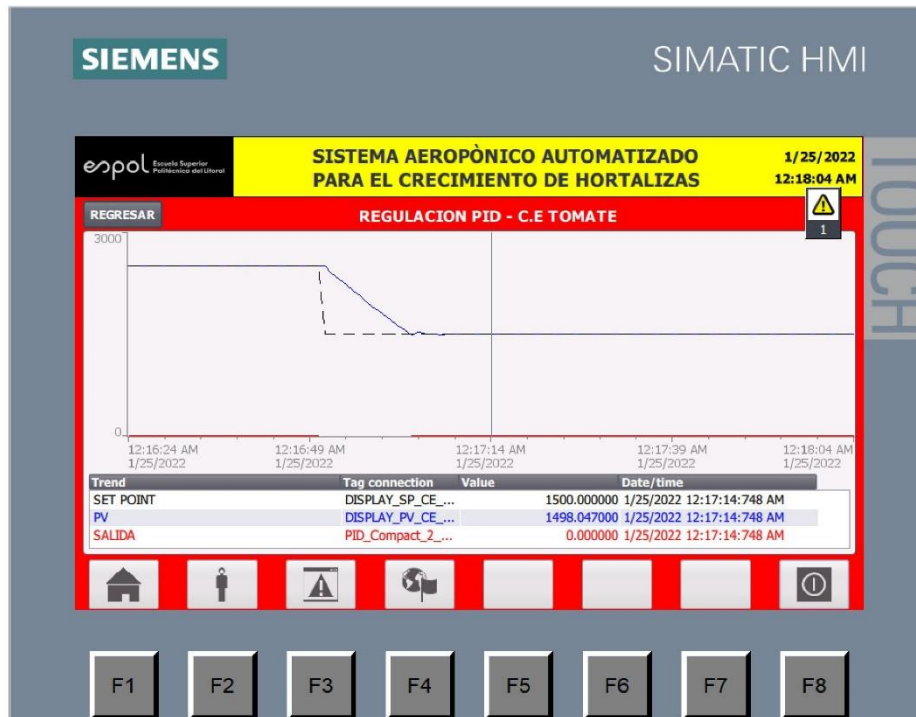 SIEMENS
SIMATIC HMI
TOUCH
espol Escuela Superior
Politécnica del Litoral
SISTEMA AEROPÒNICO AUTOMATIZADO
PARA EL CRECIMIENTO DE HORTALIZAS
1/25/2022
12:18:04 AM
REGRESAR
REGULACION PID - C.E TOMATE
1
3000
0
12:16:24 AM 12:16:49 AM 12:17:14 AM 12:17:39 AM 12:18:04 AM
1/25/2022 1/25/2022 1/25/2022 1/25/2022 1/25/2022
Trend Tag connection Value Date/time
SET POINT DISPLAY_SP_CE_... 1500.000000 1/25/2022 12:17:14:748 AM
PV DISPLAY_PV_CE_... 1498.047000 1/25/2022 12:17:14:748 AM
SALIDA PID_Compact_2_... 0.000000 1/25/2022 12:17:14:748 AM
F1 F2 F3 F4 F5 F6 F7 F8